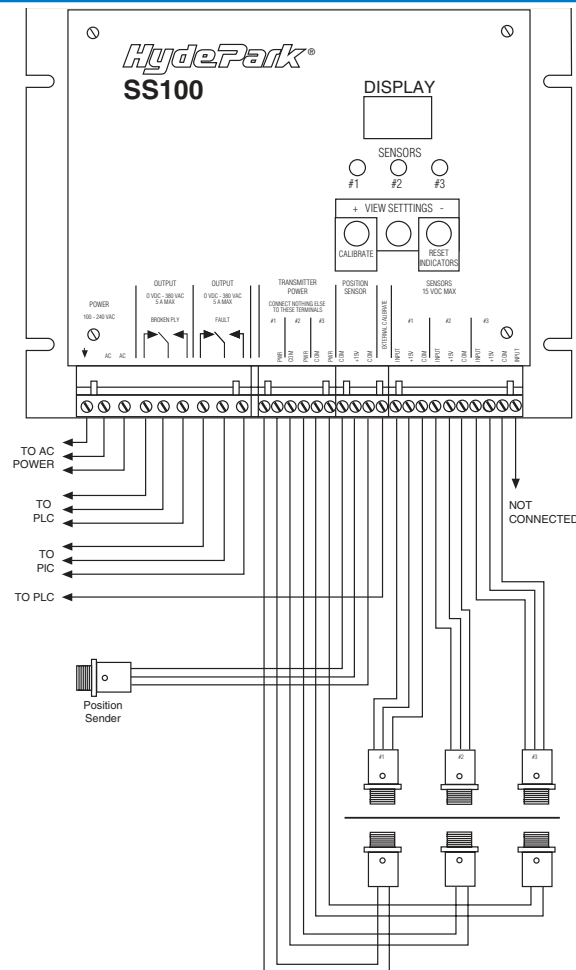 HydePark®
SS100
DISPLAY
SENSORS
#1 #2 #3
+ VIEW SETTTINGS -
CALIBRATE
RESET
INDICATORS
POWER
100 - 240 VAC
AC AC
OUTPUT
0 VDC - 380 VAC
5 A MAX
BROKEN PLY
OUTPUT
0 VDC - 380 VAC
5 A MAX
FAULT
TRANSMITTER
POWER
CONNECT NOTHING ELSE
TO THESE TERMINALS
#1 #2 #3
PWR
COM
PWR
COM
PWR
POSITION
SENSOR
COM
+15V
COM
EXTERNAL CALIBRATE
SENSORS
15 VDC MAX
#1 #2 #3
INPUT
+15V
COM
INPUT
+15V
COM
INPUT
+15V
COM
INPUT
TO AC
POWER
TO
PLC
TO
PIC
TO PLC
NOT
CONNECTED
Position
Sender
#1 #2 #3